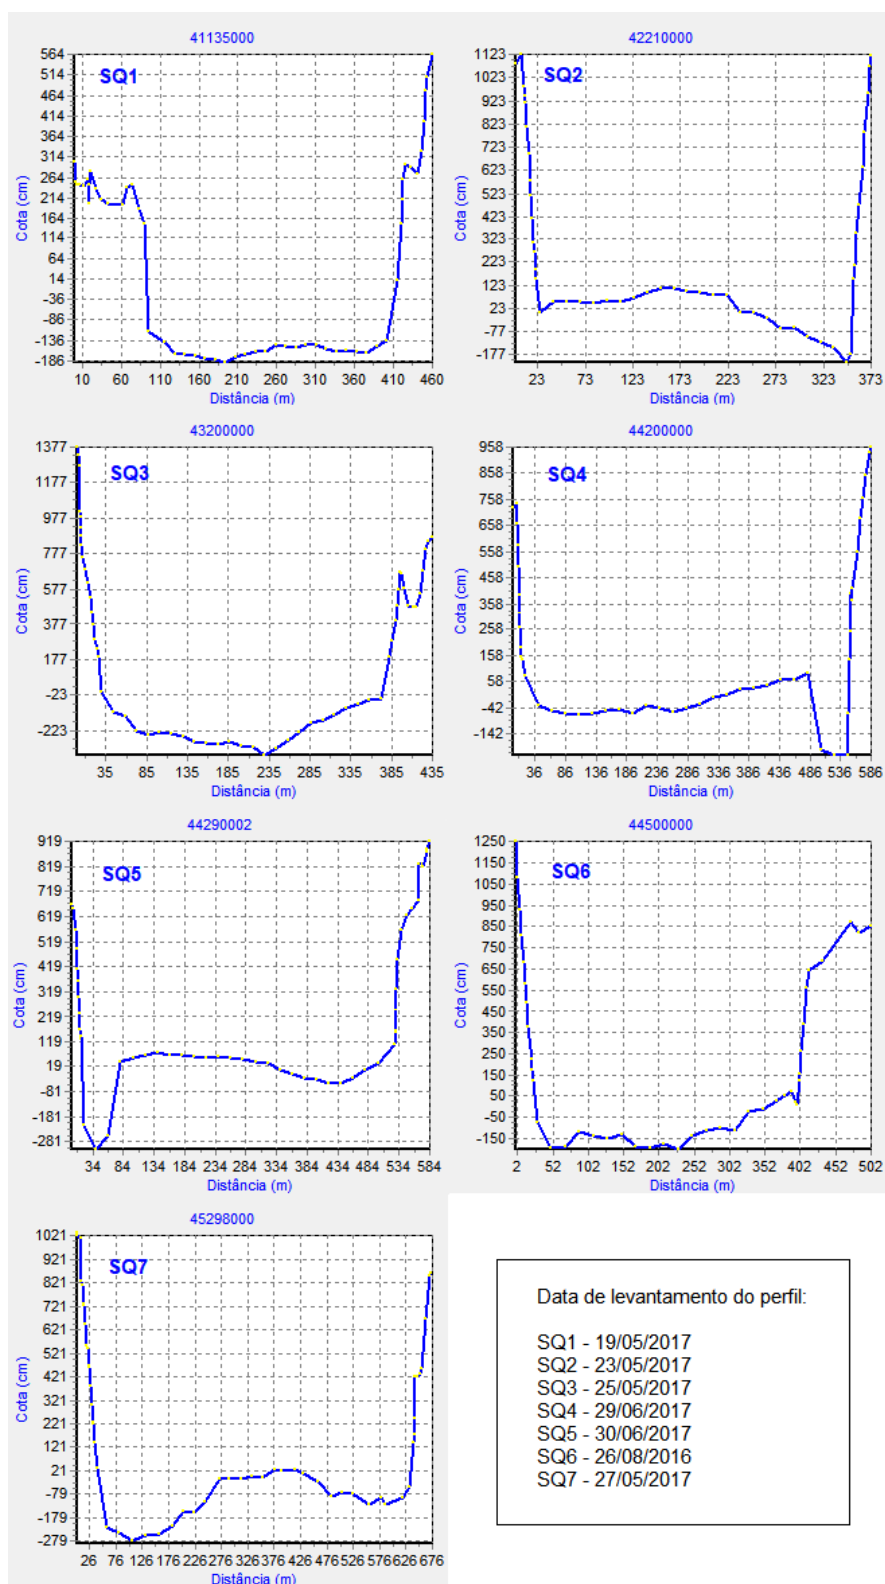 41135000
SQ1
Cota (cm)
564
514
464
414
364
314
264
214
164
114
64
14
-36
-86
-136
-186
10 60 110 160 210 260 310 360 410 460
Distância (m)
42210000
SQ2
Cota (cm)
1123
1023
923
823
723
623
523
423
323
223
123
23
-77
-177
23 73 123 173 223 273 323 373
Distância (m)
43200000
SQ3
Cota (cm)
1377
1177
977
777
577
377
177
-23
-223
35 85 135 185 235 285 335 385 435
Distância (m)
44200000
SQ4
Cota (cm)
958
858
758
658
558
458
358
258
158
58
-42
-142
36 86 136 186 236 286 336 386 436 486 536 586
Distância (m)
44290002
SQ5
Cota (cm)
919
819
719
619
519
419
319
219
119
19
-81
-181
-281
34 84 134 184 234 284 334 384 434 484 534 584
Distância (m)
44500000
SQ6
Cota (cm)
1250
1150
1050
950
850
750
650
550
450
350
250
150
50
-50
-150
2 52 102 152 202 252 302 352 402 452 502
Distância (m)
45298000
SQ7
Cota (cm)
1021
921
821
721
621
521
421
321
221
121
21
-79
-179
-279
26 76 126 176 226 276 326 376 426 476 526 576 626 676
Distância (m)
Data de levantamento do perfil:
SQ1 - 19/05/2017
SQ2 - 23/05/2017
SQ3 - 25/05/2017
SQ4 - 29/06/2017
SQ5 - 30/06/2017
SQ6 - 26/08/2016
SQ7 - 27/05/2017